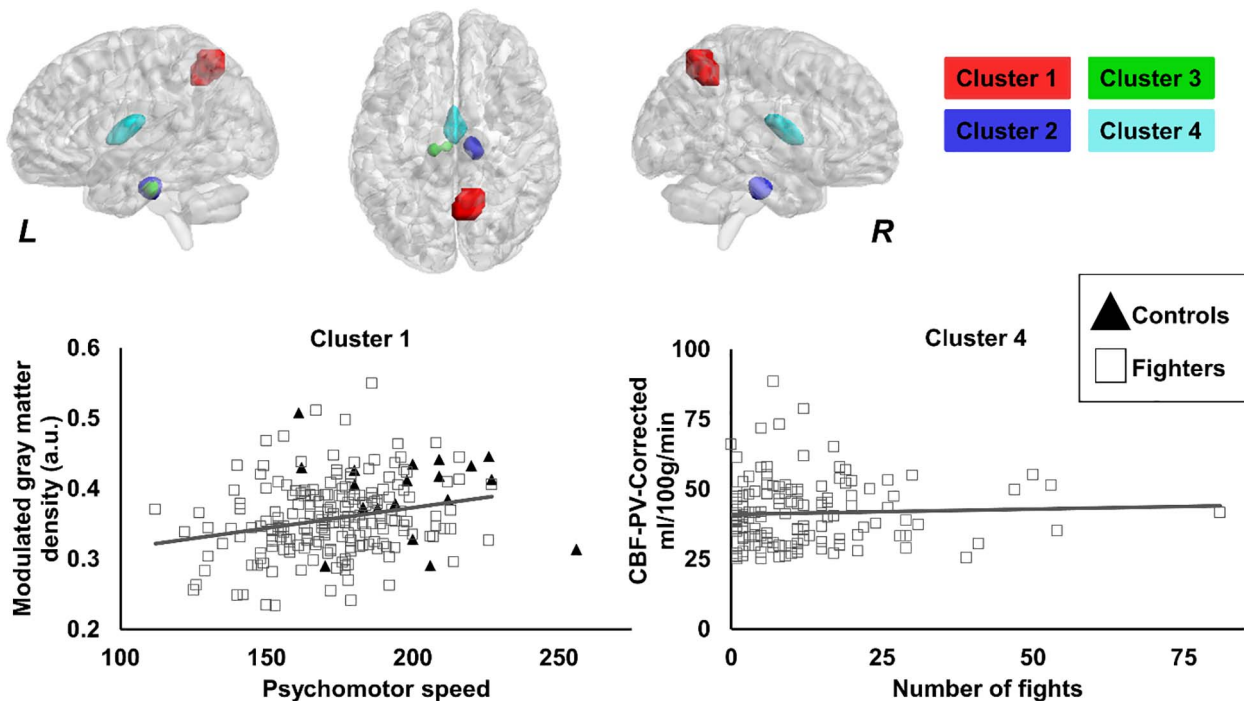 Cluster 1
Cluster 3
Cluster 2
Cluster 4
L
R
Controls
Fighters
Cluster 1
Modulated gray matter
density (a.u.)
0.6
0.5
0.4
0.3
0.2
100
150
200
250
Psychomotor speed
Cluster 4
CBF-PV-Corrected
ml/100g/min
100
75
50
25
0
0
25
50
75
Number of fights